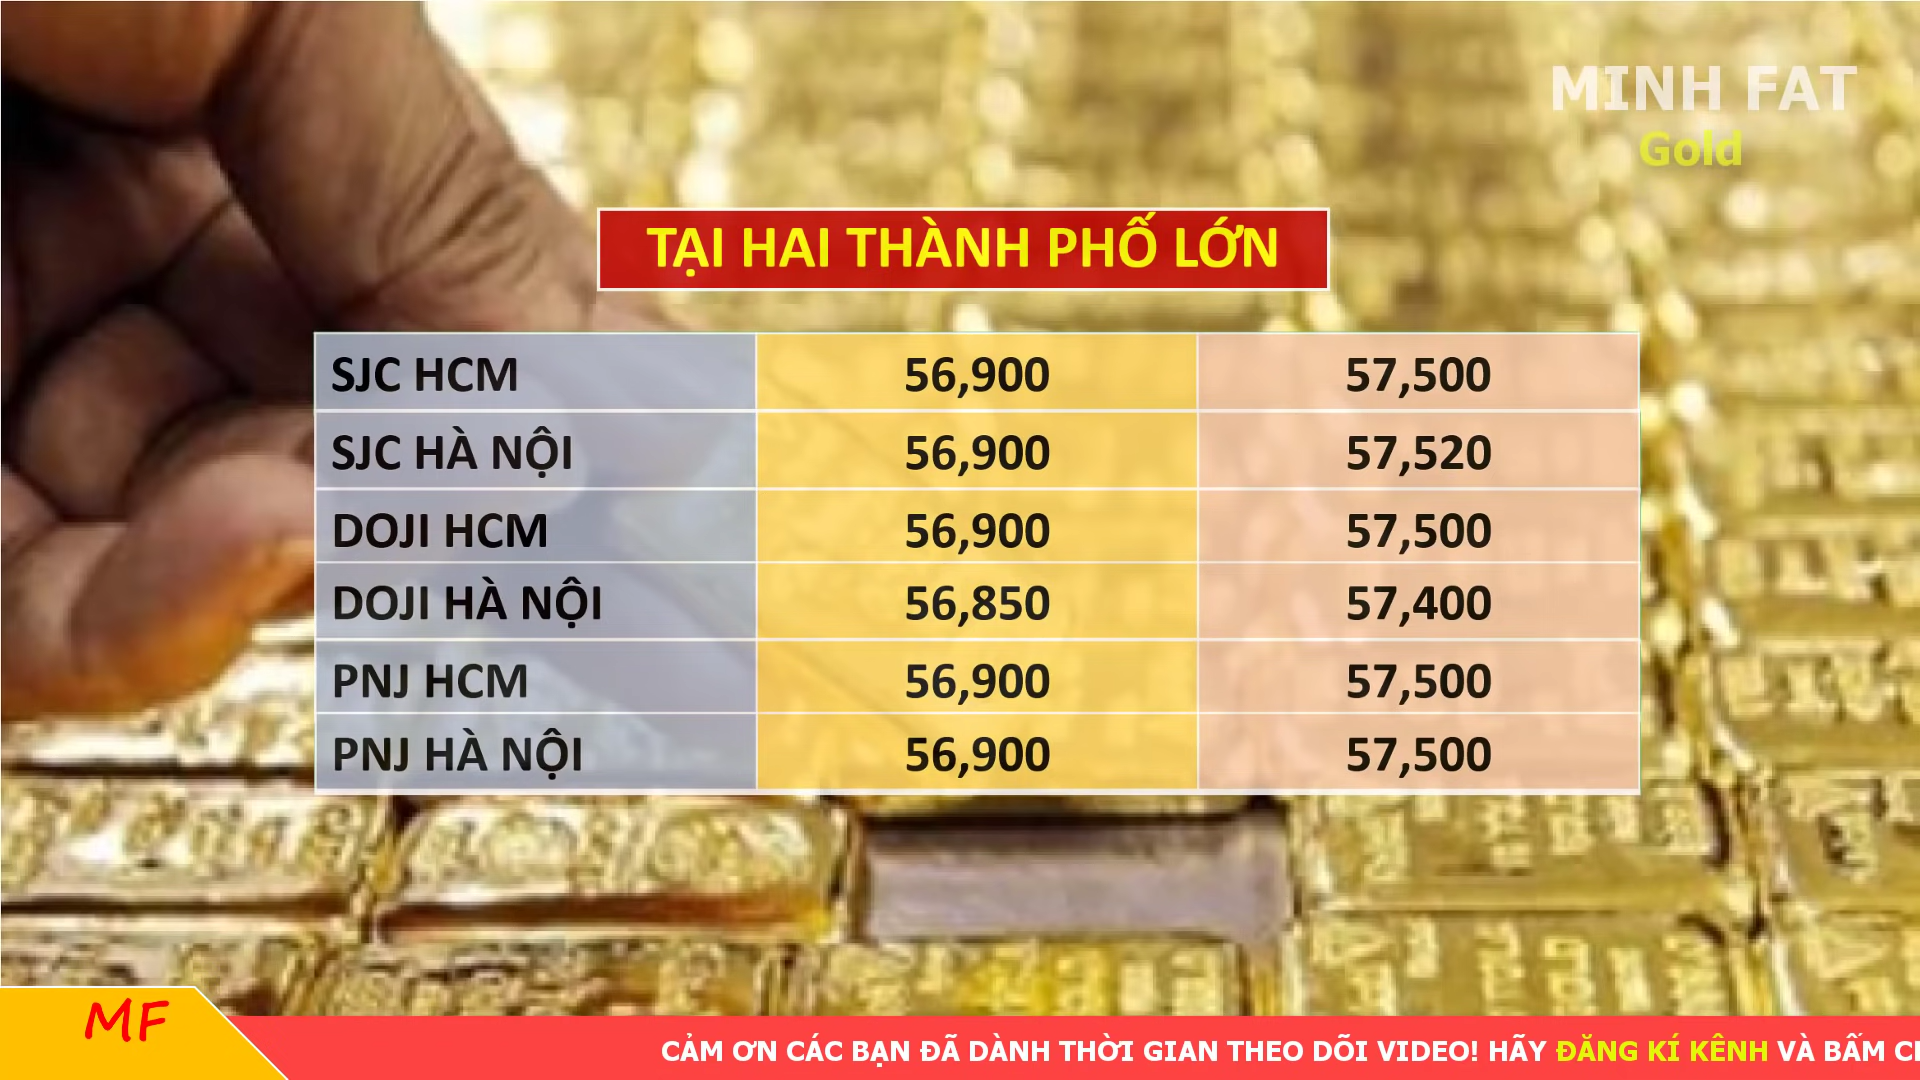 MINH FAT
Gold
TẠI HAI THÀNH PHỐ LỚN
SJC HCM 56,900 57,500
SJC HÀ NỘI 56,900 57,520
DOJI HCM 56,900 57,500
DOJI HÀ NỘI 56,850 57,400
PNJ HCM 56,900 57,500
PNJ HÀ NỘI 56,900 57,500
MF
CẢM ƠN CÁC BẠN ĐÃ DÀNH THỜI GIAN THEO DÕI VIDEO! HÃY ĐĂNG KÍ KÊNH VÀ BẤM